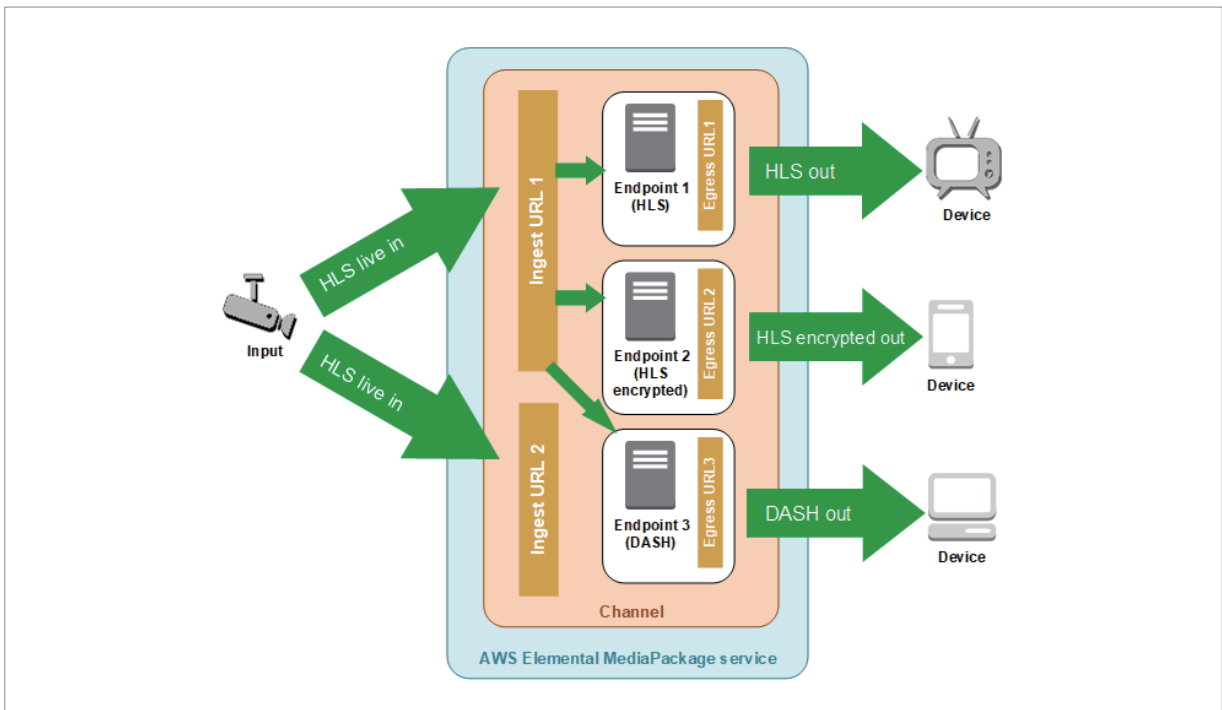 HLS live in
Input
HLS live in
Ingest URL 1
Ingest URL 2
Endpoint 1
(HLS)
Egress URL1
Endpoint 2
(HLS
encrypted)
Egress URL2
Endpoint 3
(DASH)
Egress URL3
Channel
AWS Elemental MediaPackage service
HLS out
Device
HLS encrypted out
Device
DASH out
Device